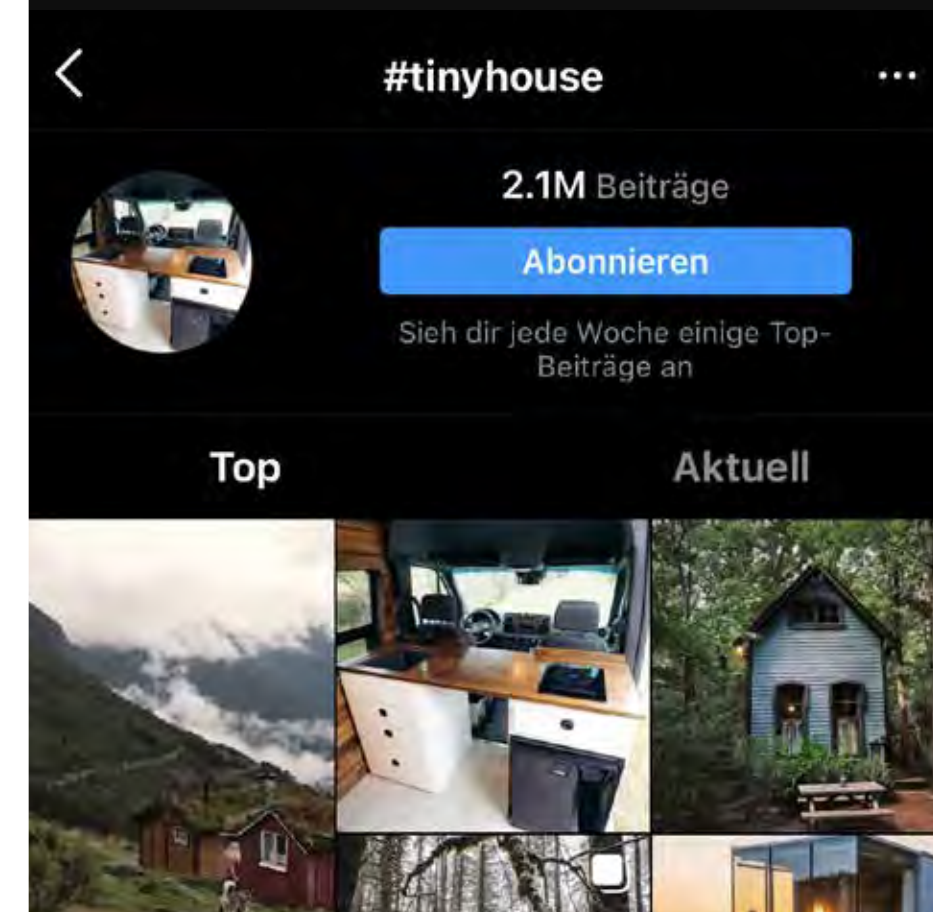 #tinyhouse
2.1M Beiträge
Abonnieren
Sieh dir jede Woche einige Top-
Beiträge an
Top
Aktuell